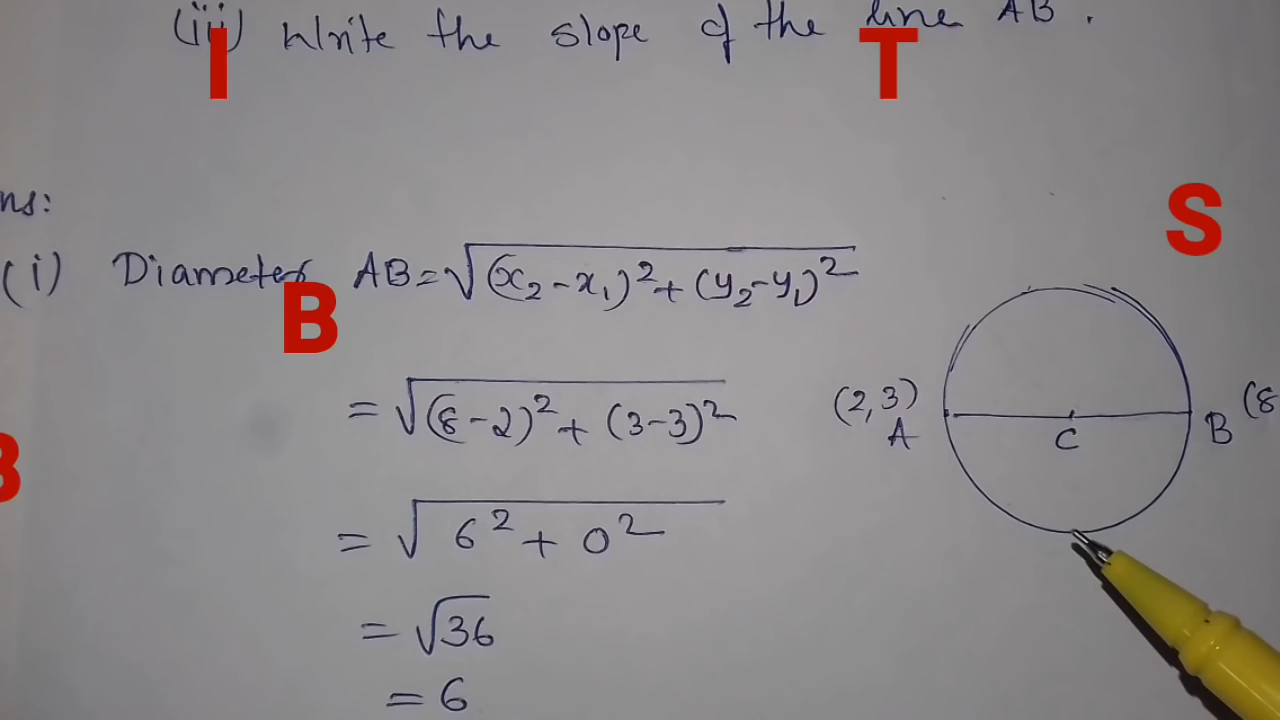 (iii) Write the slope of the line AB.
I T
S
ns:
(i) Diameter AB = √(x₂-x₁)²+(y₂-y₁)²
B
= √(8-2)²+(3-3)²
(2,3) (8
A C B
B
= √6²+0²
= √36
= 6